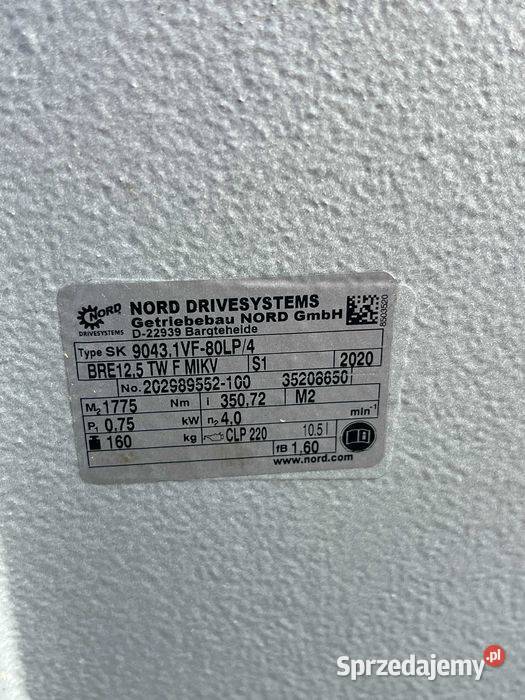 NORD
DRIVESYSTEMS
NORD DRIVESYSTEMS
Getriebebau NORD GmbH
D-22939 Bargteheide
8503520
Type SK 9043.1VF-80LP/4
BRE12,5 TW F MIKV S1 2020
No. 202989552-100 35208650
M₂ 1775 Nm i 350,72 M2
P₁ 0,75 kW n₂ 4,0 min⁻¹
160 kg CLP 220 10,5 l
fB 1,60
www.nord.com
Sprzedajemy.pl